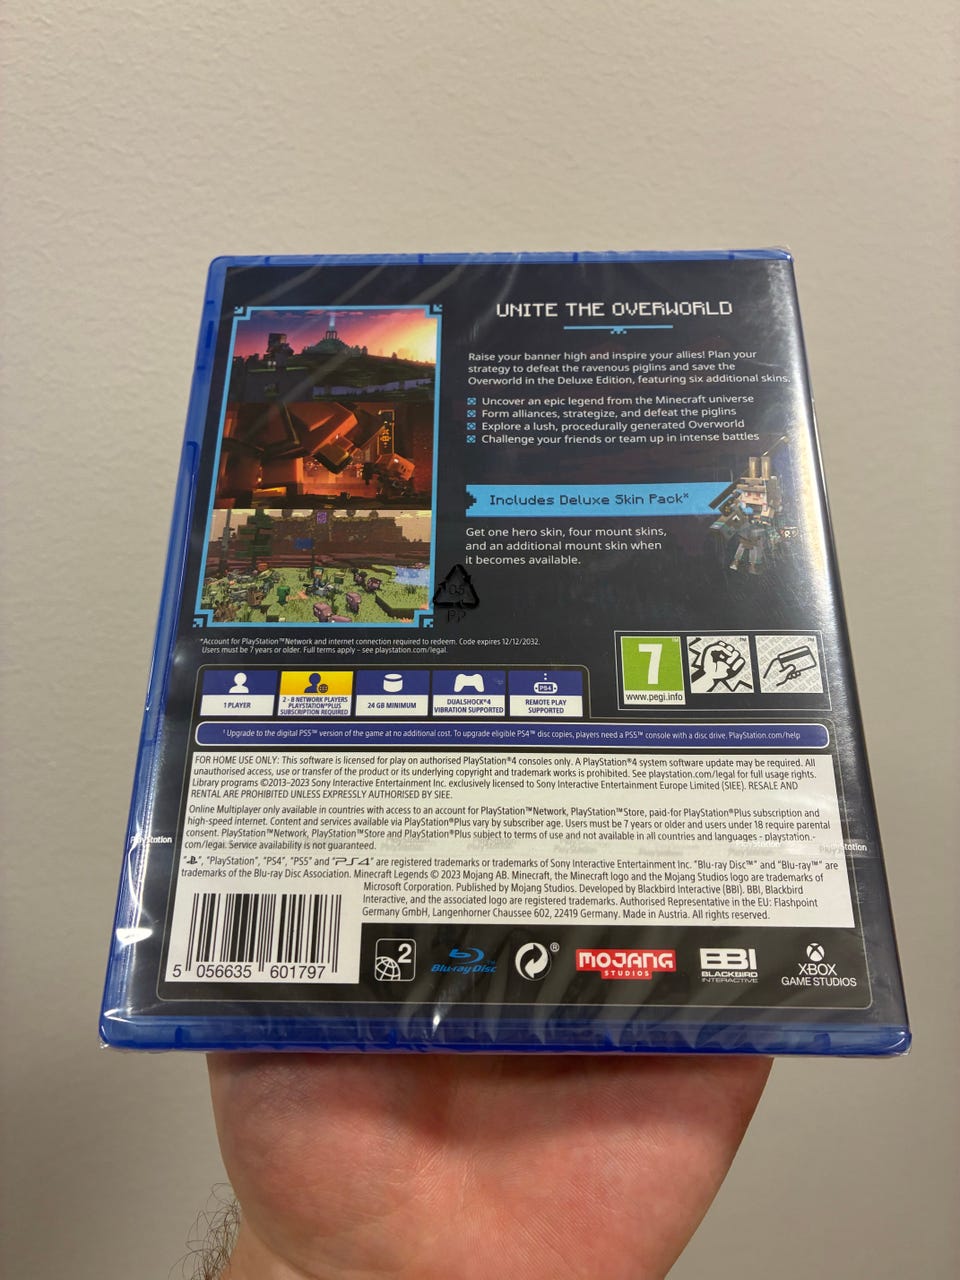 UNITE THE OVERWORLD
Raise your banner high and inspire your allies! Plan your
strategy to defeat the ravenous piglins and save the
Overworld in the Deluxe Edition, featuring six additional skins.
Uncover an epic legend from the Minecraft universe
Form alliances, strategize, and defeat the piglins
Explore a lush, procedurally generated Overworld
Challenge your friends or team up in intense battles
Includes Deluxe Skin Pack*
Get one hero skin, four mount skins,
and an additional mount skin when
it becomes available.
05
PP
*Account for PlayStation™Network and internet connection required to redeem. Code expires 12/12/2032.
Users must be 7 years or older. Full terms apply – see playstation.com/legal.
7
www.pegi.info
1 PLAYER
2 - 8 NETWORK PLAYERS
PLAYSTATION®PLUS
SUBSCRIPTION REQUIRED
24 GB MINIMUM
DUALSHOCK®4
VIBRATION SUPPORTED
PS4
REMOTE PLAY
SUPPORTED
¹ Upgrade to the digital PS5™ version of the game at no additional cost. To upgrade eligible PS4™ disc copies, players need a PS5™ console with a disc drive. PlayStation.com/help
FOR HOME USE ONLY: This software is licensed for play on authorised PlayStation®4 consoles only. A PlayStation®4 system software update may be required. All
unauthorised access, use or transfer of the product or its underlying copyright and trademark works is prohibited. See playstation.com/legal for full usage rights.
Library programs ©2013–2023 Sony Interactive Entertainment Inc. exclusively licensed to Sony Interactive Entertainment Europe Limited (SIEE). RESALE AND
RENTAL ARE PROHIBITED UNLESS EXPRESSLY AUTHORISED BY SIEE.
Online Multiplayer only available in countries with access to an account for PlayStation™Network, PlayStation™Store, paid-for PlayStation®Plus subscription and
high-speed internet. Content and services available via PlayStation®Plus vary by subscriber age. Users must be 7 years or older and users under 18 require parental
consent. PlayStation™Network, PlayStation™Store and PlayStation®Plus subject to terms of use and not available in all countries and languages - playstation.-
com/legal. Service availability is not guaranteed.
PlayStation
PlayStation
PlayStation
"PS", "PlayStation", "PS4", "PS5" and "PS4" are registered trademarks or trademarks of Sony Interactive Entertainment Inc. "Blu-ray Disc™" and "Blu-ray™" are
trademarks of the Blu-ray Disc Association. Minecraft Legends © 2023 Mojang AB. Minecraft, the Minecraft logo and the Mojang Studios logo are trademarks of
Microsoft Corporation. Published by Mojang Studios. Developed by Blackbird Interactive (BBI). BBI, Blackbird
Interactive, and the associated logo are registered trademarks. Authorised Representative in the EU: Flashpoint
Germany GmbH, Langenhorner Chaussee 602, 22419 Germany. Made in Austria. All rights reserved.
5 056635 601797
2
Blu-ray Disc™
®
MOJANG
STUDIOS
BBI
BLACKBIRD
INTERACTIVE
XBOX
GAME STUDIOS